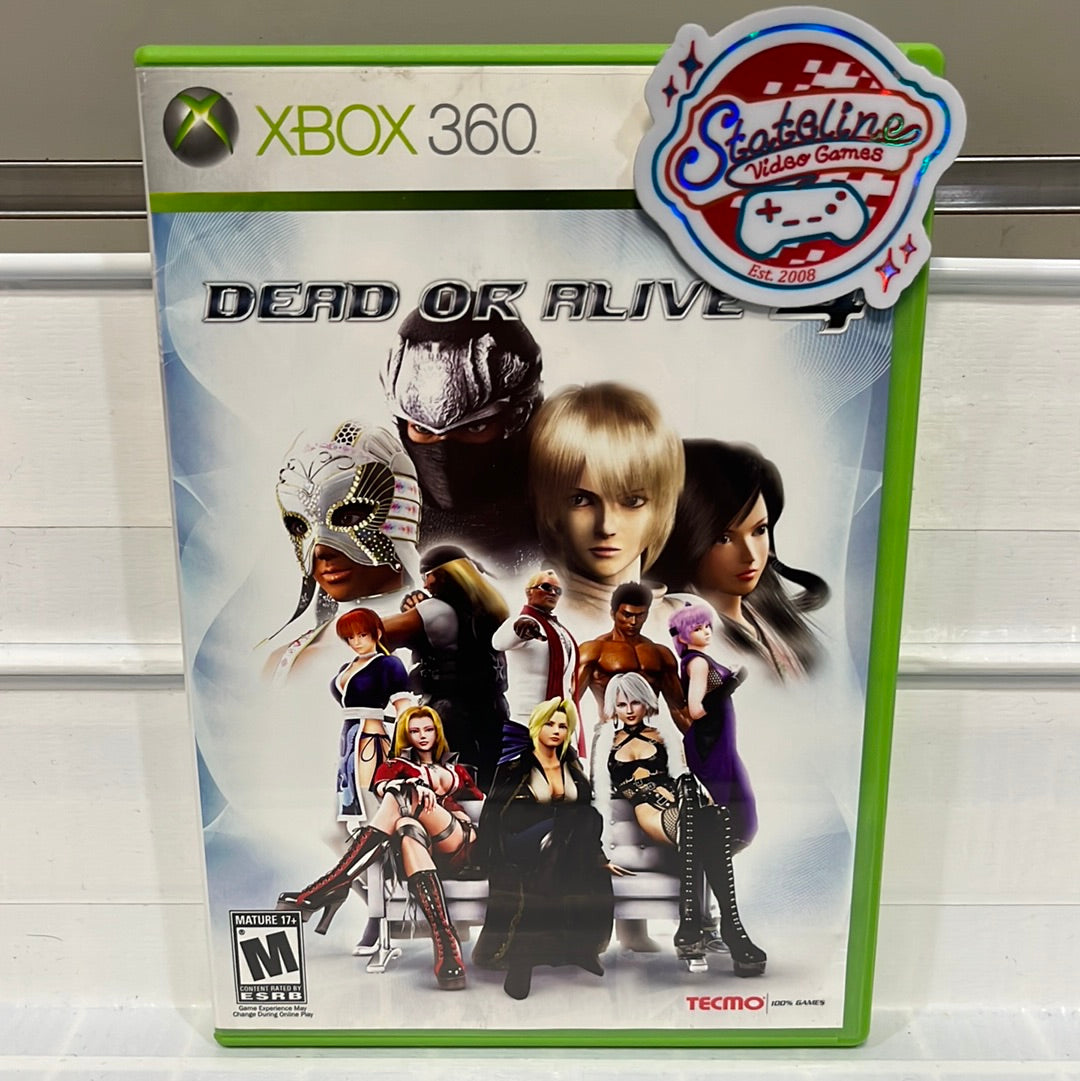 XBOX 360
Stateline
Video Games
Est. 2008
DEAD OR ALIVE 4
MATURE 17+
M
CONTENT RATED BY
ESRB
Game Experience May
Change During Online Play
TECMO 100% GAMES